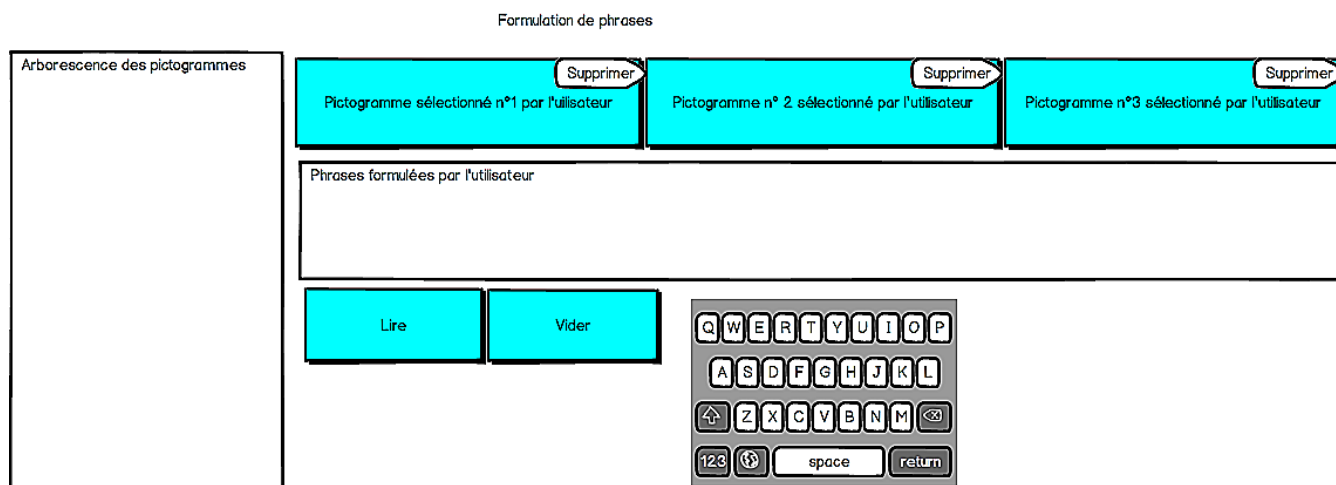 Formulation de phrases
Arborescence des pictogrammes
Supprimer
Pictogramme sélectionné n°1 par l'uilisateur
Supprimer
Pictogramme n° 2 sélectionné par l'utilisateur
Supprimer
Pictogramme n°3 sélectionné par l'utilisateur
Phrases formulées par l'utilisateur
Lire
Vider
Q W E R T Y U I O P
A S D F G H J K L
Z X C V B N M
123 space return